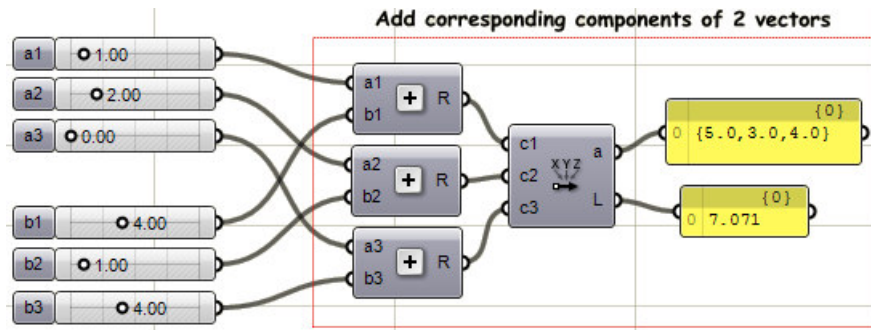 Add corresponding components of 2 vectors
a1 1.00
a2 2.00
a3 0.00
b1 4.00
b2 1.00
b3 4.00
a1
b1
+ R
a2
b2
+ R
a3
b3
+ R
c1
c2
c3
X Y Z
a
L
{0}
0 {5.0,3.0,4.0}
{0}
0 7.071